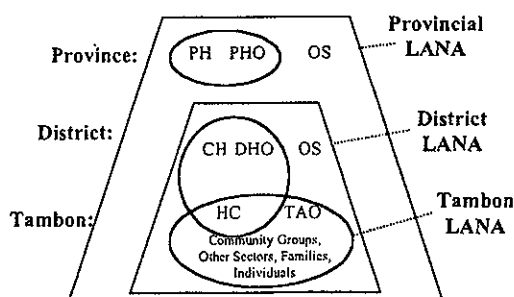 Province: PH PHO OS Provincial LANA
District: CH DHO OS District LANA
Tambon: HC TAO Tambon LANA
Community Groups,
Other Sectors, Families,
Individuals